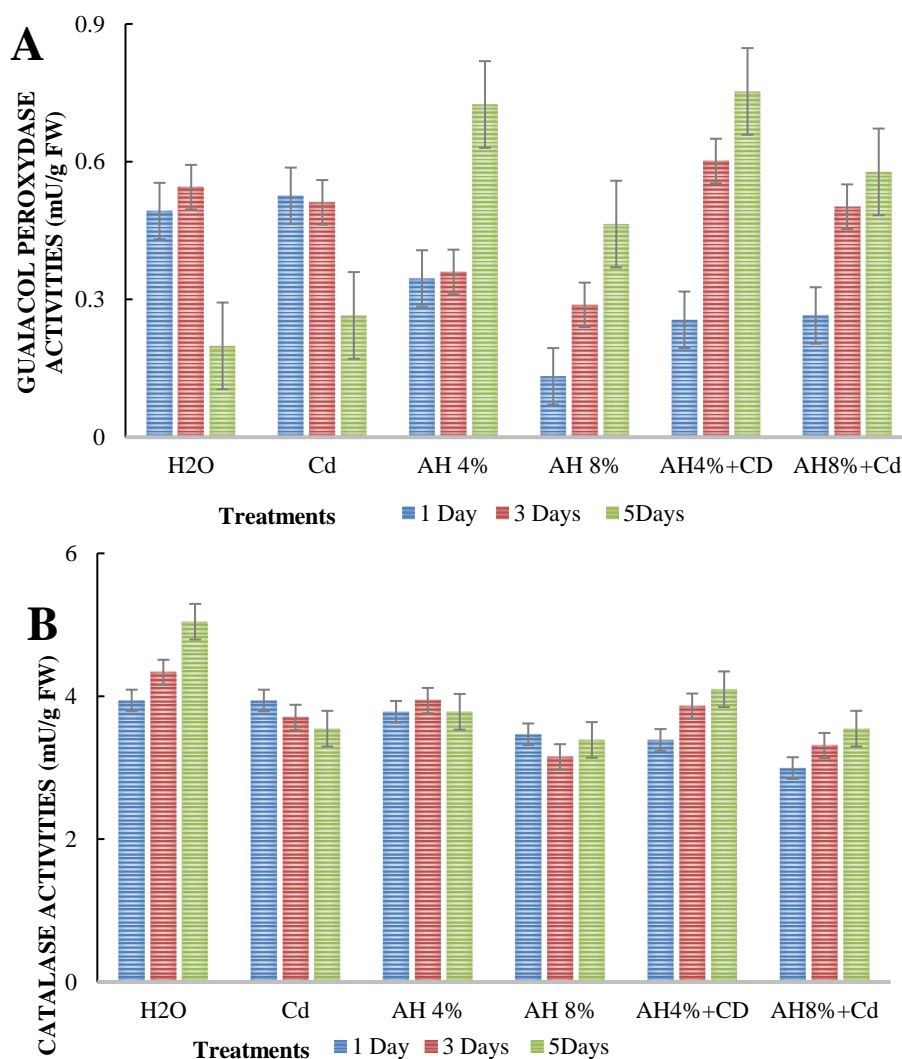 A
GUAIACOL PEROXYDASE
ACTIVITIES (mU/g FW)
0.9
0.6
0.3
0
H2O Cd AH 4% AH 8% AH4%+CD AH8%+Cd
Treatments 1 Day 3 Days 5Days
B
CATALASE ACTIVITIES (mU/g FW)
6
4
2
0
H2O Cd AH 4% AH 8% AH4%+CD AH8%+Cd
Treatments 1 Day 3 Days 5Days